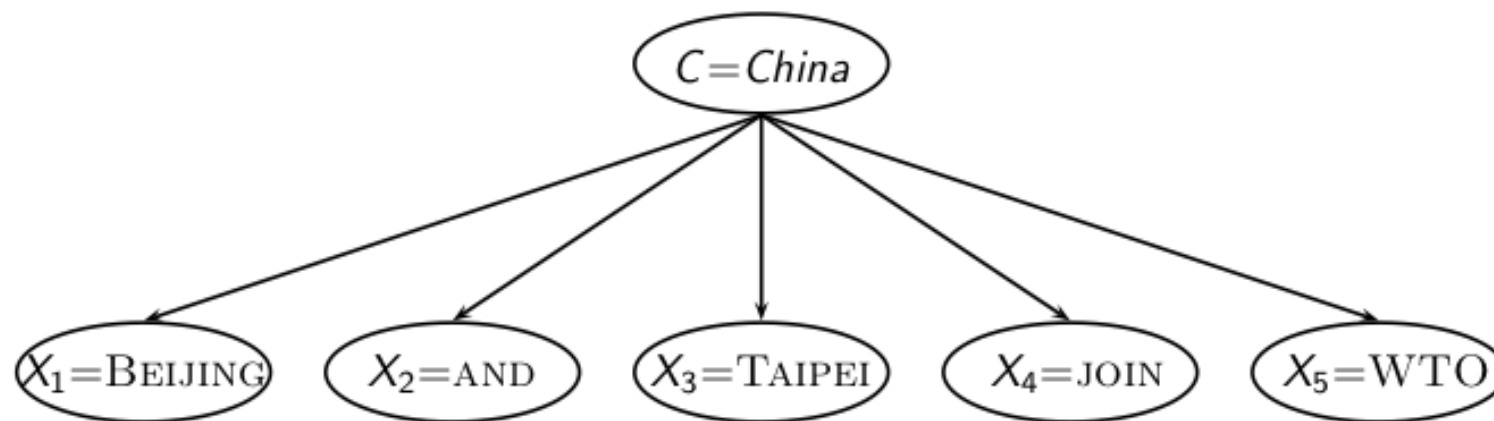 C=China
X₁=BEIJING
X₂=AND
X₃=TAIPEI
X₄=JOIN
X₅=WTO